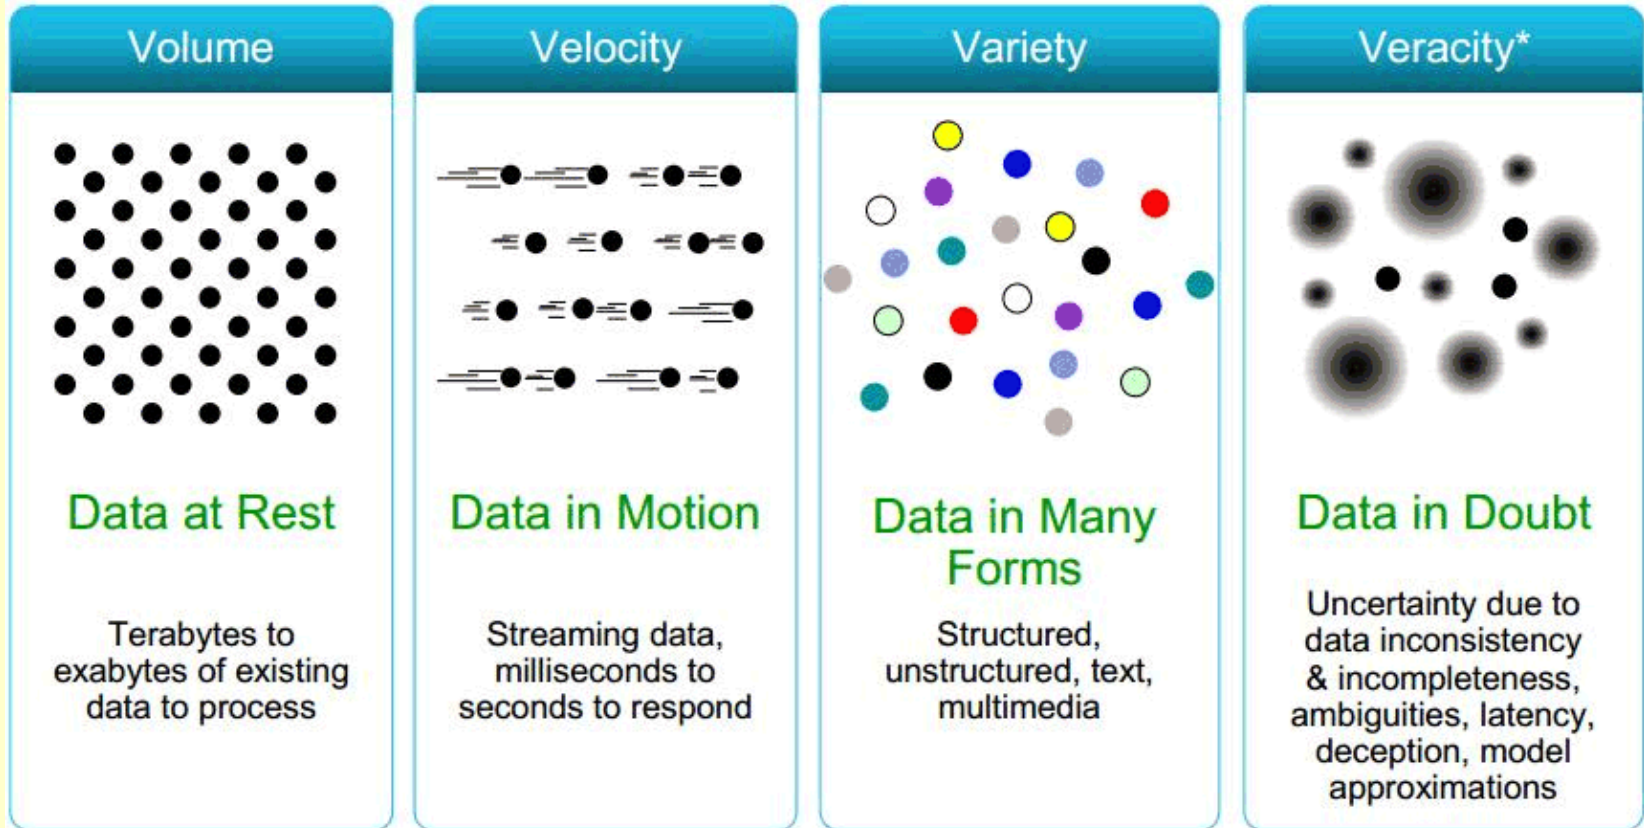 Volume
Data at Rest
Terabytes to
exabytes of existing
data to process
Velocity
Data in Motion
Streaming data,
milliseconds to
seconds to respond
Variety
Data in Many
Forms
Structured,
unstructured, text,
multimedia
Veracity*
Data in Doubt
Uncertainty due to
data inconsistency
& incompleteness,
ambiguities, latency,
deception, model
approximations